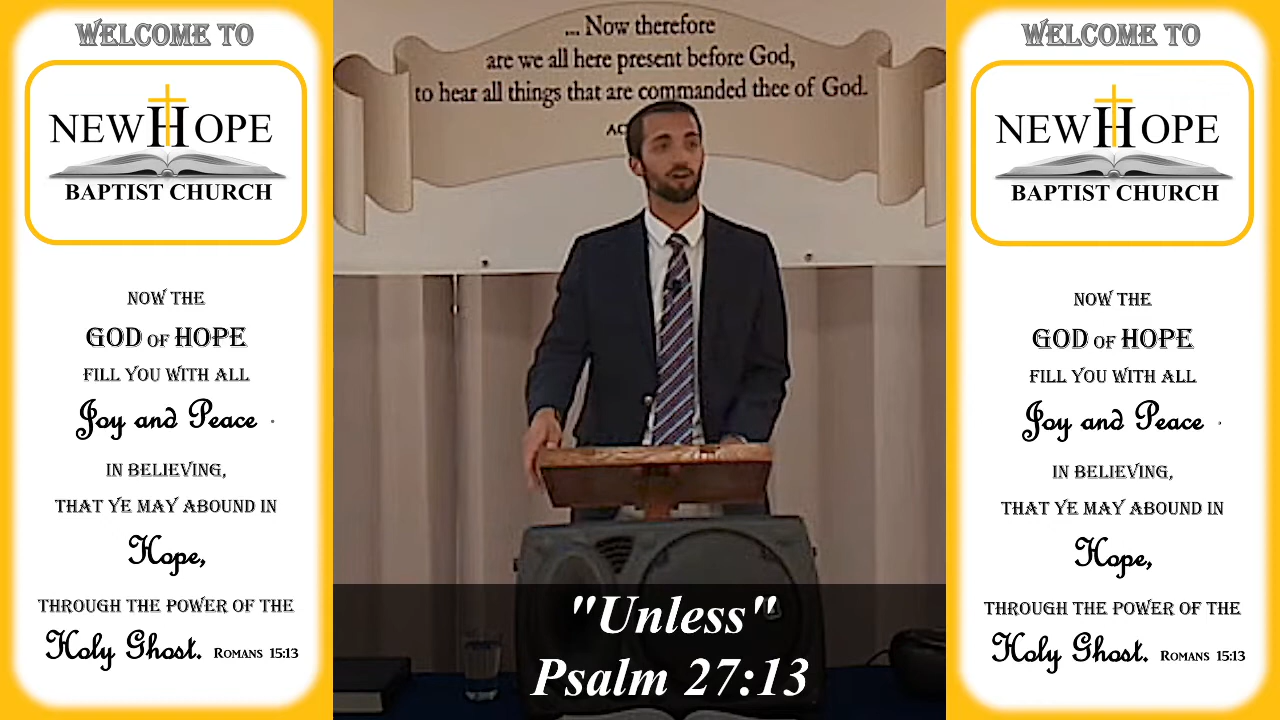 WELCOME TO
NEW HOPE
BAPTIST CHURCH
NOW THE
GOD OF HOPE
FILL YOU WITH ALL
Joy and Peace
IN BELIEVING,
THAT YE MAY ABOUND IN
Hope,
THROUGH THE POWER OF THE
Holy Ghost. ROMANS 15:13
... Now therefore
are we all here present before God,
to hear all things that are commanded thee of God.
"Unless"
Psalm 27:13
WELCOME TO
NEW HOPE
BAPTIST CHURCH
NOW THE
GOD OF HOPE
FILL YOU WITH ALL
Joy and Peace
IN BELIEVING,
THAT YE MAY ABOUND IN
Hope,
THROUGH THE POWER OF THE
Holy Ghost. ROMANS 15:13